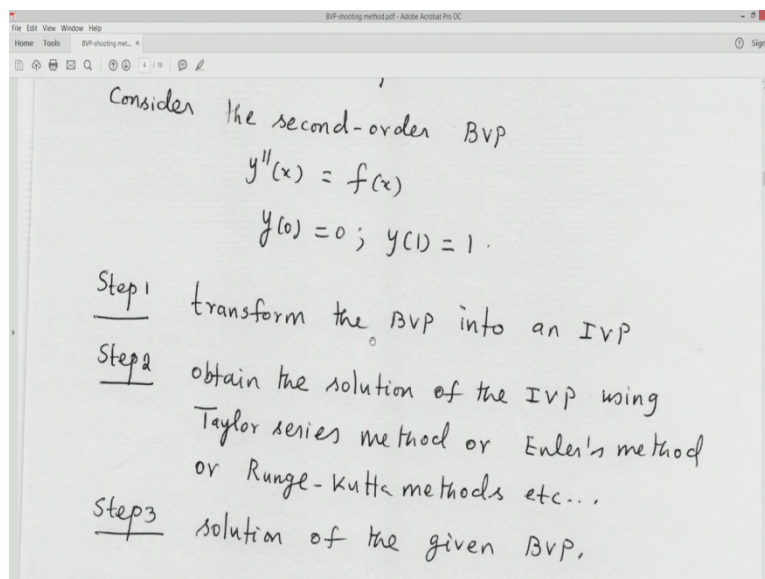 BVP-shooting method.pdf - Adobe Acrobat Pro DC
File Edit View Window Help
Home Tools BVP-shooting met... × Sign
4 / 19
Consider the second-order BVP
y''(x) = f(x)
y(0) = 0 ; y(1) = 1 .
Step 1 transform the BVP into an IVP
Step 2 obtain the solution of the IVP using
Taylor series method or Euler's method
or Runge-Kutta methods etc...
Step 3 solution of the given BVP.